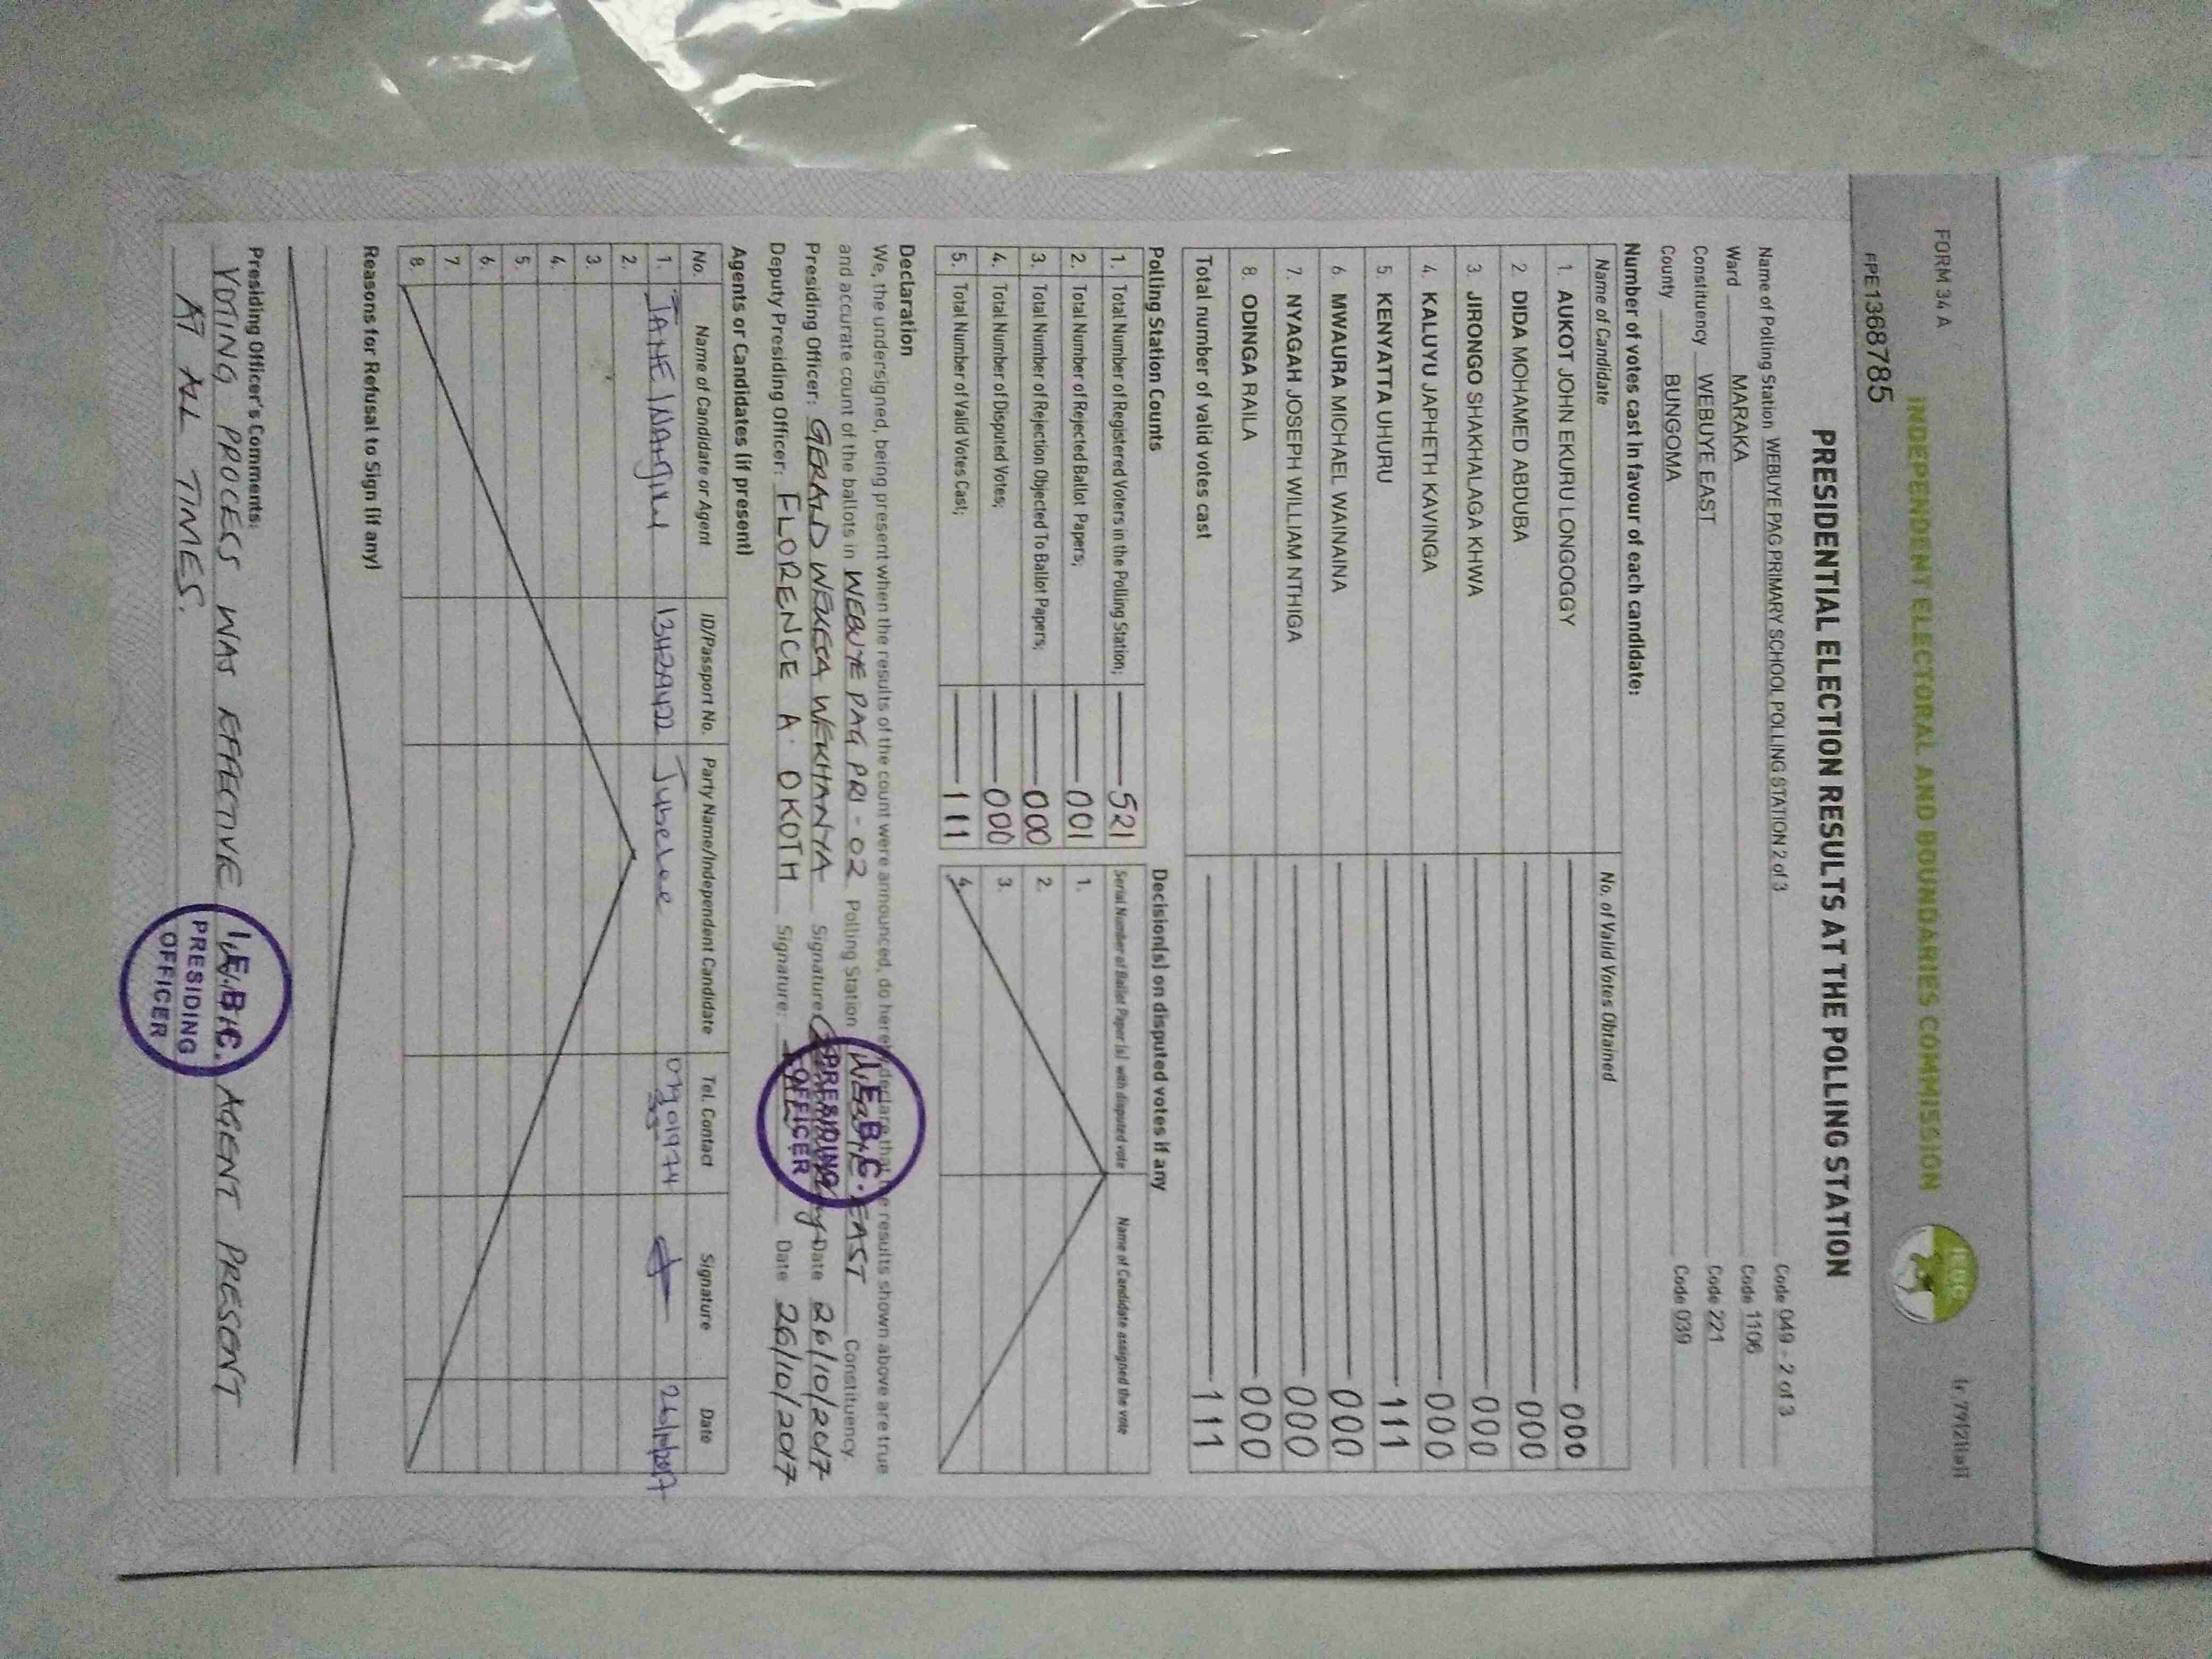 FORM 34 A
INDEPENDENT ELECTORAL AND BOUNDARIES COMMISSION
IEBC
(r 79(2)(a))
FPE1368785
PRESIDENTIAL ELECTION RESULTS AT THE POLLING STATION
Name of Polling Station WEBUYE PAG PRIMARY SCHOOL POLLING STATION 2 of 3 Code 049 - 2 of 3
Ward MARAKA Code 1106
Constituency WEBUYE EAST Code 221
County BUNGOMA Code 039
Number of votes cast in favour of each candidate:
Name of Candidate No. of Valid Votes Obtained
1. AUKOT JOHN EKURU LONGOGGY 000
2. DIDA MOHAMED ABDUBA 000
3. JIRONGO SHAKHALAGA KHWA 000
4. KALUYU JAPHETH KAVINGA 000
5. KENYATTA UHURU 111
6. MWAURA MICHAEL WAINAINA 000
7. NYAGAH JOSEPH WILLIAM NTHIGA 000
8. ODINGA RAILA 000
Total number of valid votes cast 111
Polling Station Counts
1. Total Number of Registered Voters in the Polling Station; 521
2. Total Number of Rejected Ballot Papers; 001
3. Total Number of Rejection Objected To Ballot Papers; 000
4. Total Number of Disputed Votes; 000
5. Total Number of Valid Votes Cast; 111
Decision(s) on disputed votes if any
Serial Number of Ballot Paper (s) with disputed vote Name of Candidate assigned the vote
1.
2.
3.
4.
Declaration
We, the undersigned, being present when the results of the count were announced, do hereby declare that the results shown above are true
and accurate count of the ballots in WEBUYE PAG PRI - 02 Polling Station WEBUYE EAST Constituency.
Presiding Officer: GERALD WEKESA WEKHANYA Signature: Date 26/10/2017
Deputy Presiding Officer: FLORENCE A. OKOTH Signature: Date 26/10/2017
I.E.B.C.
PRESIDING
OFFICER
Agents or Candidates (if present)
No. Name of Candidate or Agent ID/Passport No. Party Name/Independent Candidate Tel. Contact Signature Date
1. JANE Jubelee
2.
3.
4.
5.
6.
7.
8.
Reasons for Refusal to Sign (if any)
Presiding Officer's Comments:
VOTING PROCESS WAS EFFECTIVE AGENT PRESENT
AT ALL TIMES.
I.E.B.C.
PRESIDING
OFFICER